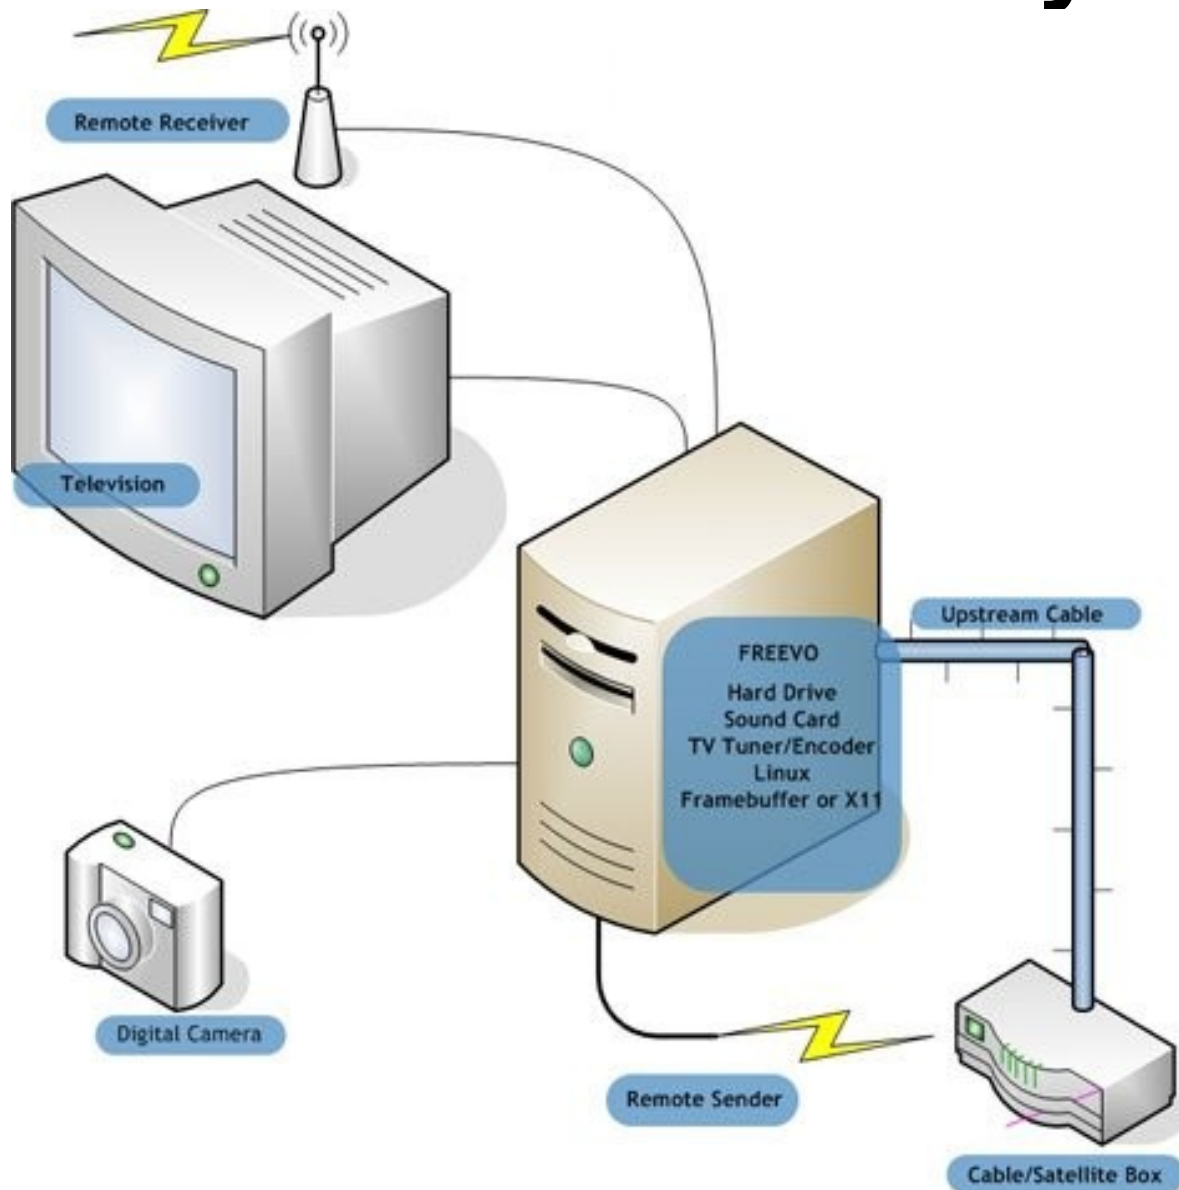 Remote Receiver
Television
Upstream Cable
FREEVO
Hard Drive
Sound Card
TV Tuner/Encoder
Linux
Framebuffer or X11
Digital Camera
Remote Sender
Cable/Satellite Box